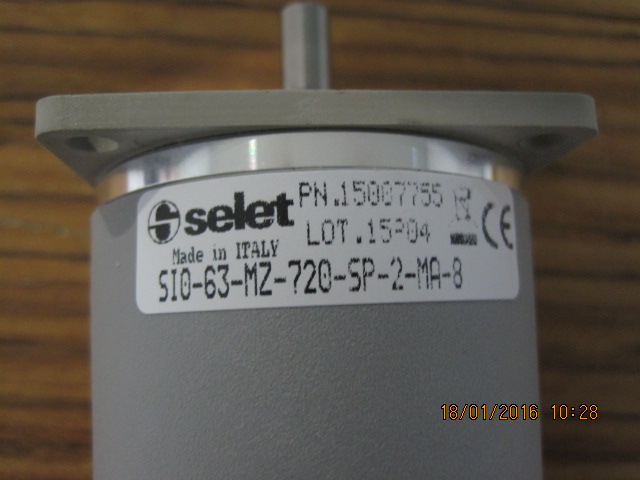 selet
PN.15007755
LOT.15P04
CE
Made in ITALY
SI0-63-MZ-720-SP-2-MA-8
18/01/2016 10:28